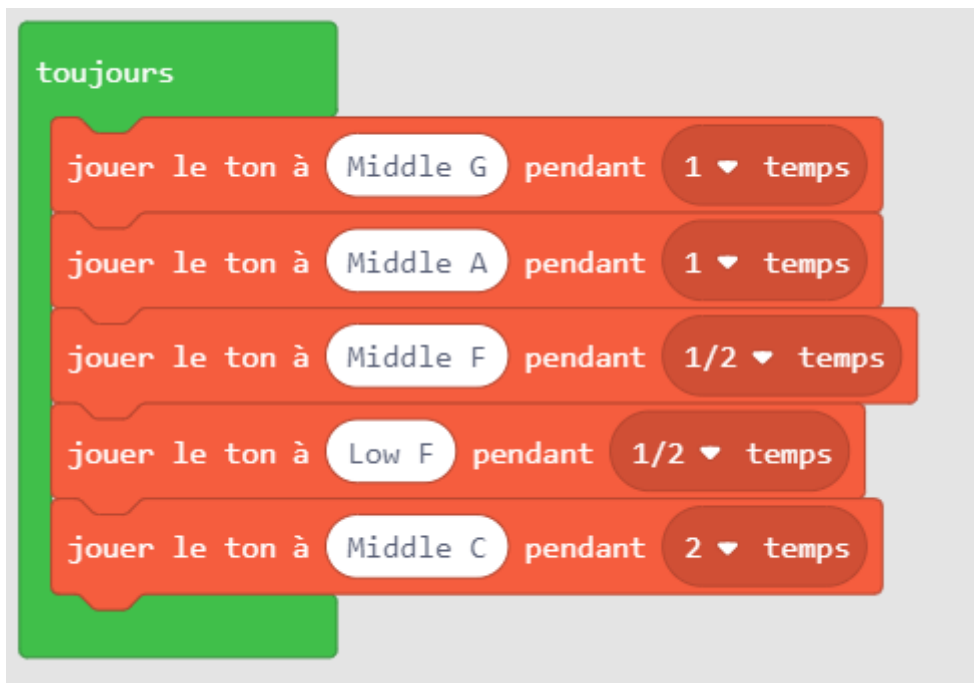 toujours
jouer le ton à Middle G pendant 1 temps
jouer le ton à Middle A pendant 1 temps
jouer le ton à Middle F pendant 1/2 temps
jouer le ton à Low F pendant 1/2 temps
jouer le ton à Middle C pendant 2 temps